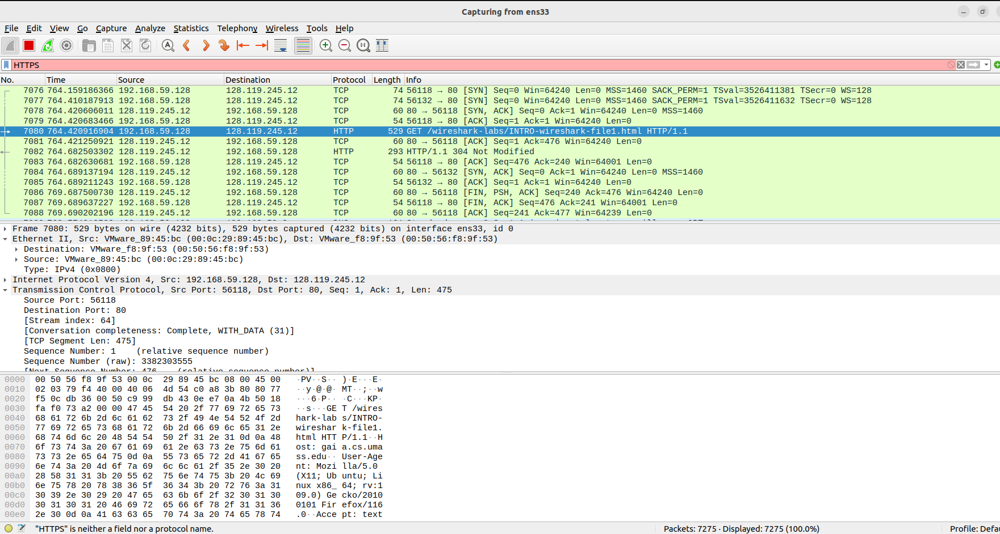 Capturing from ens33
File Edit View Go Capture Analyze Statistics Telephony Wireless Tools Help
HTTPS
No. Time Source Destination Protocol Length Info
7076 764.159186366 192.168.59.128 128.119.245.12 TCP 74 56118 → 80 [SYN] Seq=0 Win=64240 Len=0 MSS=1460 SACK_PERM=1 TSval=3526411381 TSecr=0 WS=128
7077 764.410187913 192.168.59.128 128.119.245.12 TCP 74 56132 → 80 [SYN] Seq=0 Win=64240 Len=0 MSS=1460 SACK_PERM=1 TSval=3526411632 TSecr=0 WS=128
7078 764.420606011 128.119.245.12 192.168.59.128 TCP 60 80 → 56118 [SYN, ACK] Seq=0 Ack=1 Win=64240 Len=0 MSS=1460
7079 764.420683466 192.168.59.128 128.119.245.12 TCP 54 56118 → 80 [ACK] Seq=1 Ack=1 Win=64240 Len=0
7080 764.420916904 192.168.59.128 128.119.245.12 HTTP 529 GET /wireshark-labs/INTRO-wireshark-file1.html HTTP/1.1
7081 764.421250921 128.119.245.12 192.168.59.128 TCP 60 80 → 56118 [ACK] Seq=1 Ack=476 Win=64240 Len=0
7082 764.682503302 128.119.245.12 192.168.59.128 HTTP 293 HTTP/1.1 304 Not Modified
7083 764.682630681 192.168.59.128 128.119.245.12 TCP 54 56118 → 80 [ACK] Seq=476 Ack=240 Win=64001 Len=0
7084 764.689137194 128.119.245.12 192.168.59.128 TCP 60 80 → 56132 [SYN, ACK] Seq=0 Ack=1 Win=64240 Len=0 MSS=1460
7085 764.689211243 192.168.59.128 128.119.245.12 TCP 54 56132 → 80 [ACK] Seq=1 Ack=1 Win=64240 Len=0
7086 769.687500730 128.119.245.12 192.168.59.128 TCP 60 80 → 56118 [FIN, PSH, ACK] Seq=240 Ack=476 Win=64240 Len=0
7087 769.689637227 192.168.59.128 128.119.245.12 TCP 54 56118 → 80 [FIN, ACK] Seq=476 Ack=241 Win=64001 Len=0
7088 769.690202196 128.119.245.12 192.168.59.128 TCP 60 80 → 56118 [ACK] Seq=241 Ack=477 Win=64239 Len=0
Frame 7080: 529 bytes on wire (4232 bits), 529 bytes captured (4232 bits) on interface ens33, id 0
Ethernet II, Src: VMware_89:45:bc (00:0c:29:89:45:bc), Dst: VMware_f8:9f:53 (00:50:56:f8:9f:53)
Destination: VMware_f8:9f:53 (00:50:56:f8:9f:53)
Source: VMware_89:45:bc (00:0c:29:89:45:bc)
Type: IPv4 (0x0800)
Internet Protocol Version 4, Src: 192.168.59.128, Dst: 128.119.245.12
Transmission Control Protocol, Src Port: 56118, Dst Port: 80, Seq: 1, Ack: 1, Len: 475
Source Port: 56118
Destination Port: 80
[Stream index: 64]
[Conversation completeness: Complete, WITH_DATA (31)]
[TCP Segment Len: 475]
Sequence Number: 1 (relative sequence number)
Sequence Number (raw): 3382303555
[Next Sequence Number: 476 (relative sequence number)]
0000 00 50 56 f8 9f 53 00 0c 29 89 45 bc 08 00 45 00 ·PV··S·· )·E···E·
0010 02 03 79 f4 40 00 40 06 4d 54 c0 a8 3b 80 80 77 ··y·@·@· MT··;··w
0020 f5 0c db 36 00 50 c9 99 db 43 0e e7 0a 4b 50 18 ···6·P·· ·C···KP·
0030 fa f0 73 a2 00 00 47 45 54 20 2f 77 69 72 65 73 ··s···GE T /wires
0040 68 61 72 6b 2d 6c 61 62 73 2f 49 4e 54 52 4f 2d hark-lab s/INTRO-
0050 77 69 72 65 73 68 61 72 6b 2d 66 69 6c 65 31 2e wireshar k-file1.
0060 68 74 6d 6c 20 48 54 54 50 2f 31 2e 31 0d 0a 48 html HTT P/1.1··H
0070 6f 73 74 3a 20 67 61 69 61 2e 63 73 2e 75 6d 61 ost: gai a.cs.uma
0080 73 73 2e 65 64 75 0d 0a 55 73 65 72 2d 41 67 65 ss.edu·· User-Age
0090 6e 74 3a 20 4d 6f 7a 69 6c 6c 61 2f 35 2e 30 20 nt: Mozi lla/5.0
00a0 28 58 31 31 3b 20 55 62 75 6e 74 75 3b 20 4c 69 (X11; Ub untu; Li
00b0 6e 75 78 20 78 38 36 5f 36 34 3b 20 72 76 3a 31 nux x86_ 64; rv:1
00c0 30 39 2e 30 29 20 47 65 63 6b 6f 2f 32 30 31 30 09.0) Ge cko/2010
00d0 30 31 30 31 20 46 69 72 65 66 6f 78 2f 31 31 36 0101 Fir efox/116
00e0 2e 30 0d 0a 41 63 63 65 70 74 3a 20 74 65 78 74 .0··Acce pt: text
"HTTPS" is neither a field nor a protocol name.
Packets: 7275 · Displayed: 7275 (100.0%)
Profile: Defa